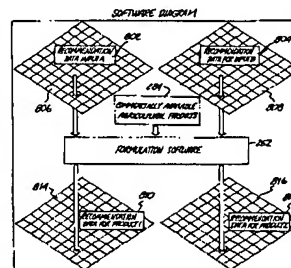 SOFTWARE DIAGRAM
802
804
RECOMMENDATION
DATA INPUT A
RECOMMENDATION
DATA FOR INPUT B
806
808
COMMERCIALLY AVAILABLE
AGRICULTURAL PRODUCTS
FORMULATION SOFTWARE
252
814
810
816
RECOMMENDATION
DATA FOR PRODUCT 1
RECOMMENDATION
DATA FOR PRODUCT